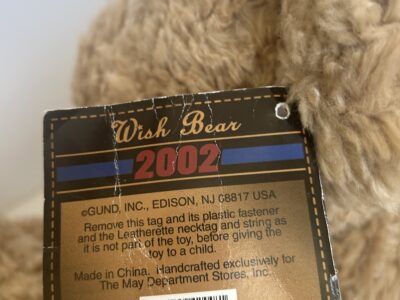 Wish Bear
2002
©GUND, INC., EDISON, NJ 08817 USA
Remove this tag and its plastic fastener
and the Leatherette necktag and string as
it is not part of the toy, before giving the
toy to a child.
Made in China. Handcrafted exclusively for
The May Department Stores, Inc.